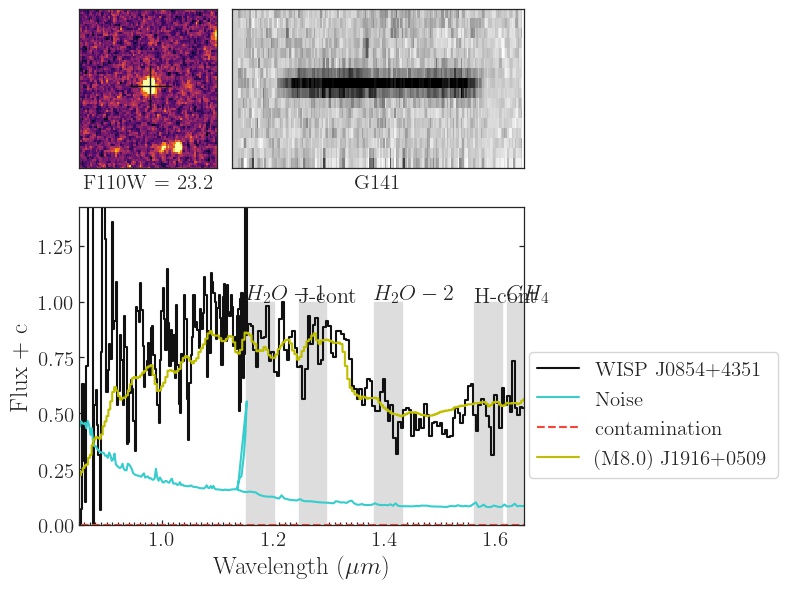 F110W = 23.2
G141
H₂O − 1
J-cont
H₂O − 2
H-cont
CH₄
1.25
1.00
0.75
0.50
0.25
0.00
Flux + c
1.0
1.2
1.4
1.6
Wavelength (μm)
WISP J0854+4351
Noise
contamination
(M8.0) J1916+0509